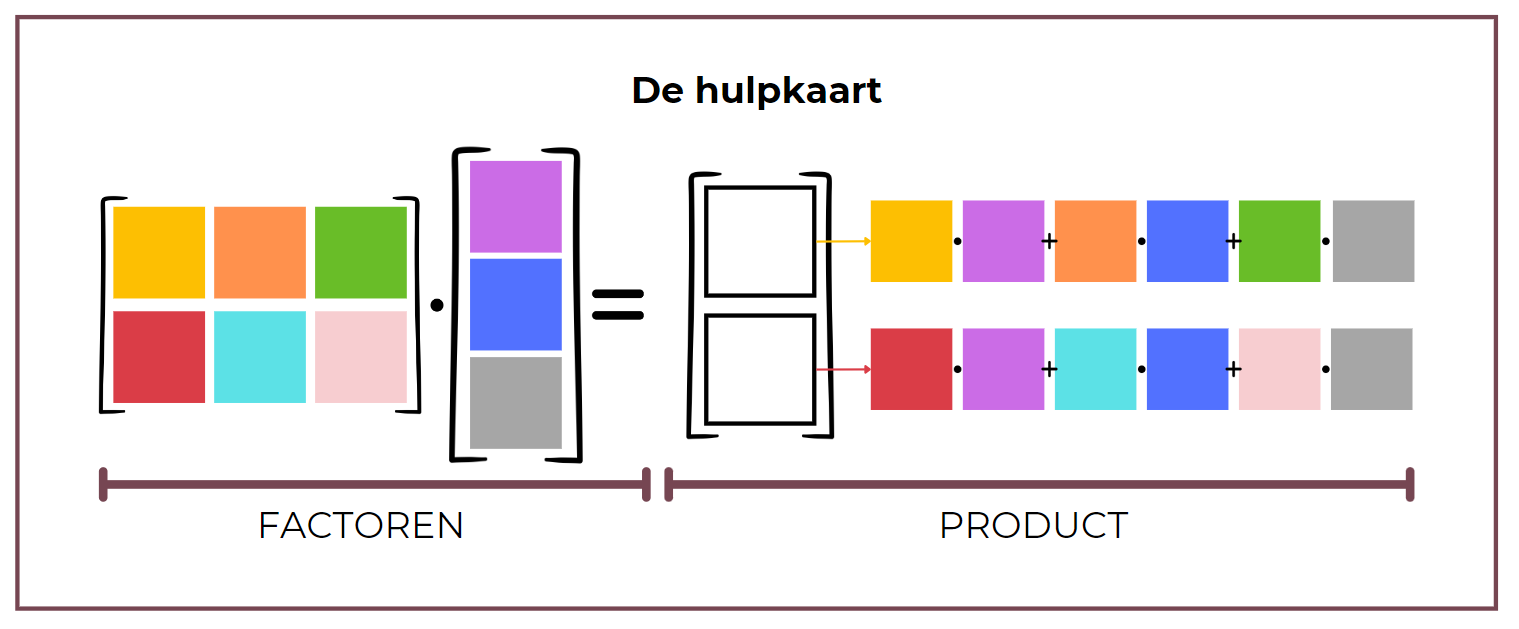 De hulpkaart
FACTOREN
PRODUCT